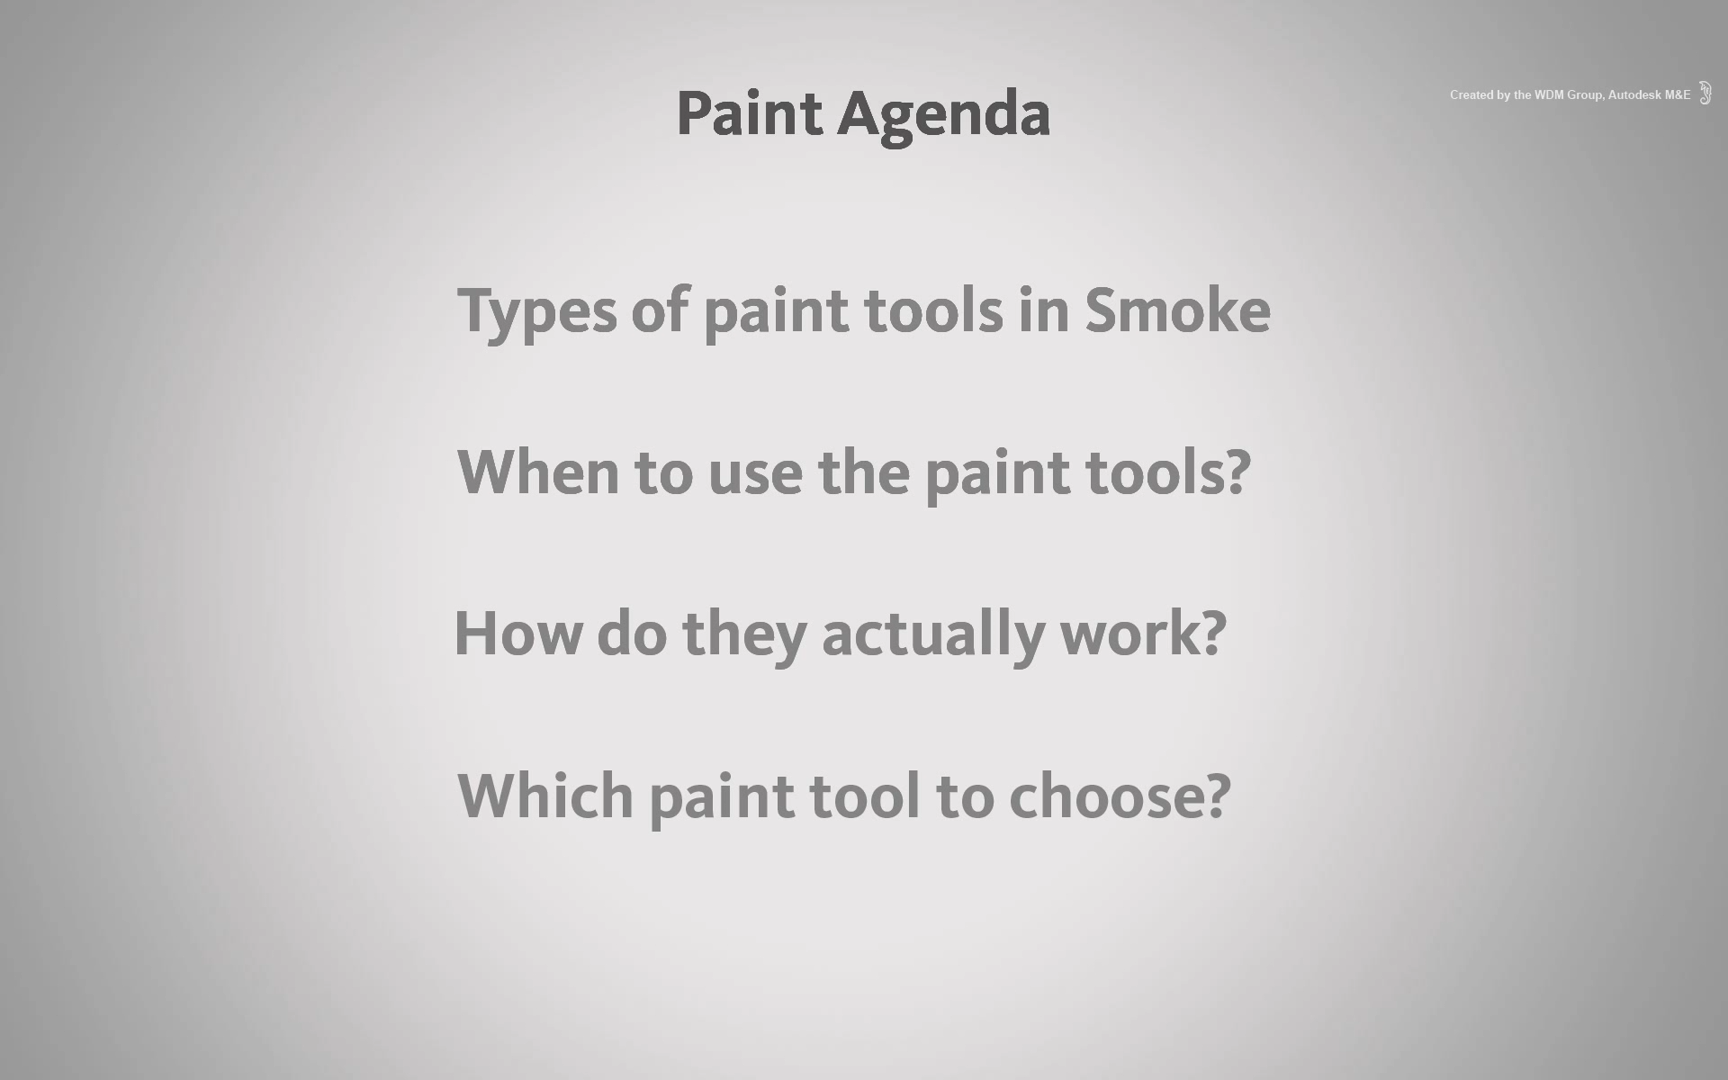 Paint Agenda
Created by the WDM Group, Autodesk M&E
Types of paint tools in Smoke
When to use the paint tools?
How do they actually work?
Which paint tool to choose?